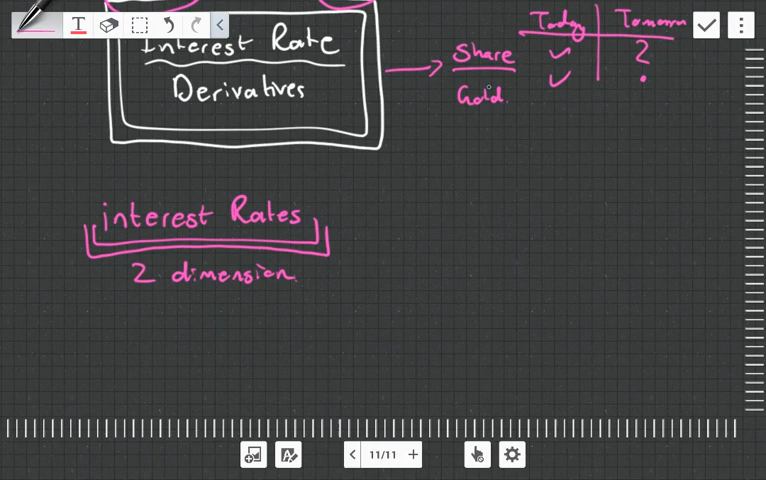 Today Tomorrow
Interest Rate
Share ✓ ?
Derivatives
Gold. ✓
interest Rates
2 dimension
11/11